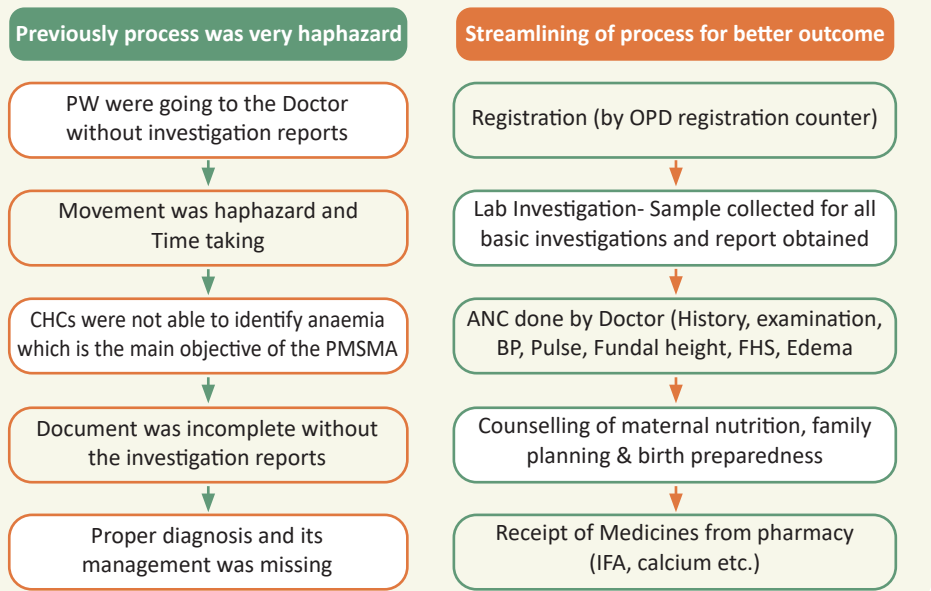 Previously process was very haphazard
PW were going to the Doctor
without investigation reports
Movement was haphazard and
Time taking
CHCs were not able to identify anaemia
which is the main objective of the PMSMA
Document was incomplete without
the investigation reports
Proper diagnosis and its
management was missing
Streamlining of process for better outcome
Registration (by OPD registration counter)
Lab Investigation- Sample collected for all
basic investigations and report obtained
ANC done by Doctor (History, examination,
BP, Pulse, Fundal height, FHS, Edema
Counselling of maternal nutrition, family
planning & birth preparedness
Receipt of Medicines from pharmacy
(IFA, calcium etc.)